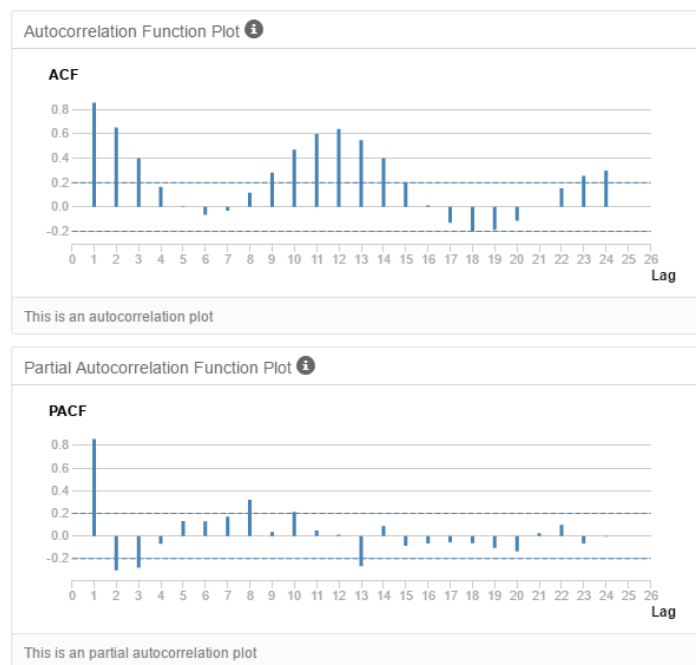 Autocorrelation Function Plot i
ACF
0.8
0.6
0.4
0.2
0.0
-0.2
0 1 2 3 4 5 6 7 8 9 10 11 12 13 14 15 16 17 18 19 20 21 22 23 24 25 26
Lag
This is an autocorrelation plot
Partial Autocorrelation Function Plot i
PACF
0.8
0.6
0.4
0.2
0.0
-0.2
0 1 2 3 4 5 6 7 8 9 10 11 12 13 14 15 16 17 18 19 20 21 22 23 24 25 26
Lag
This is an partial autocorrelation plot